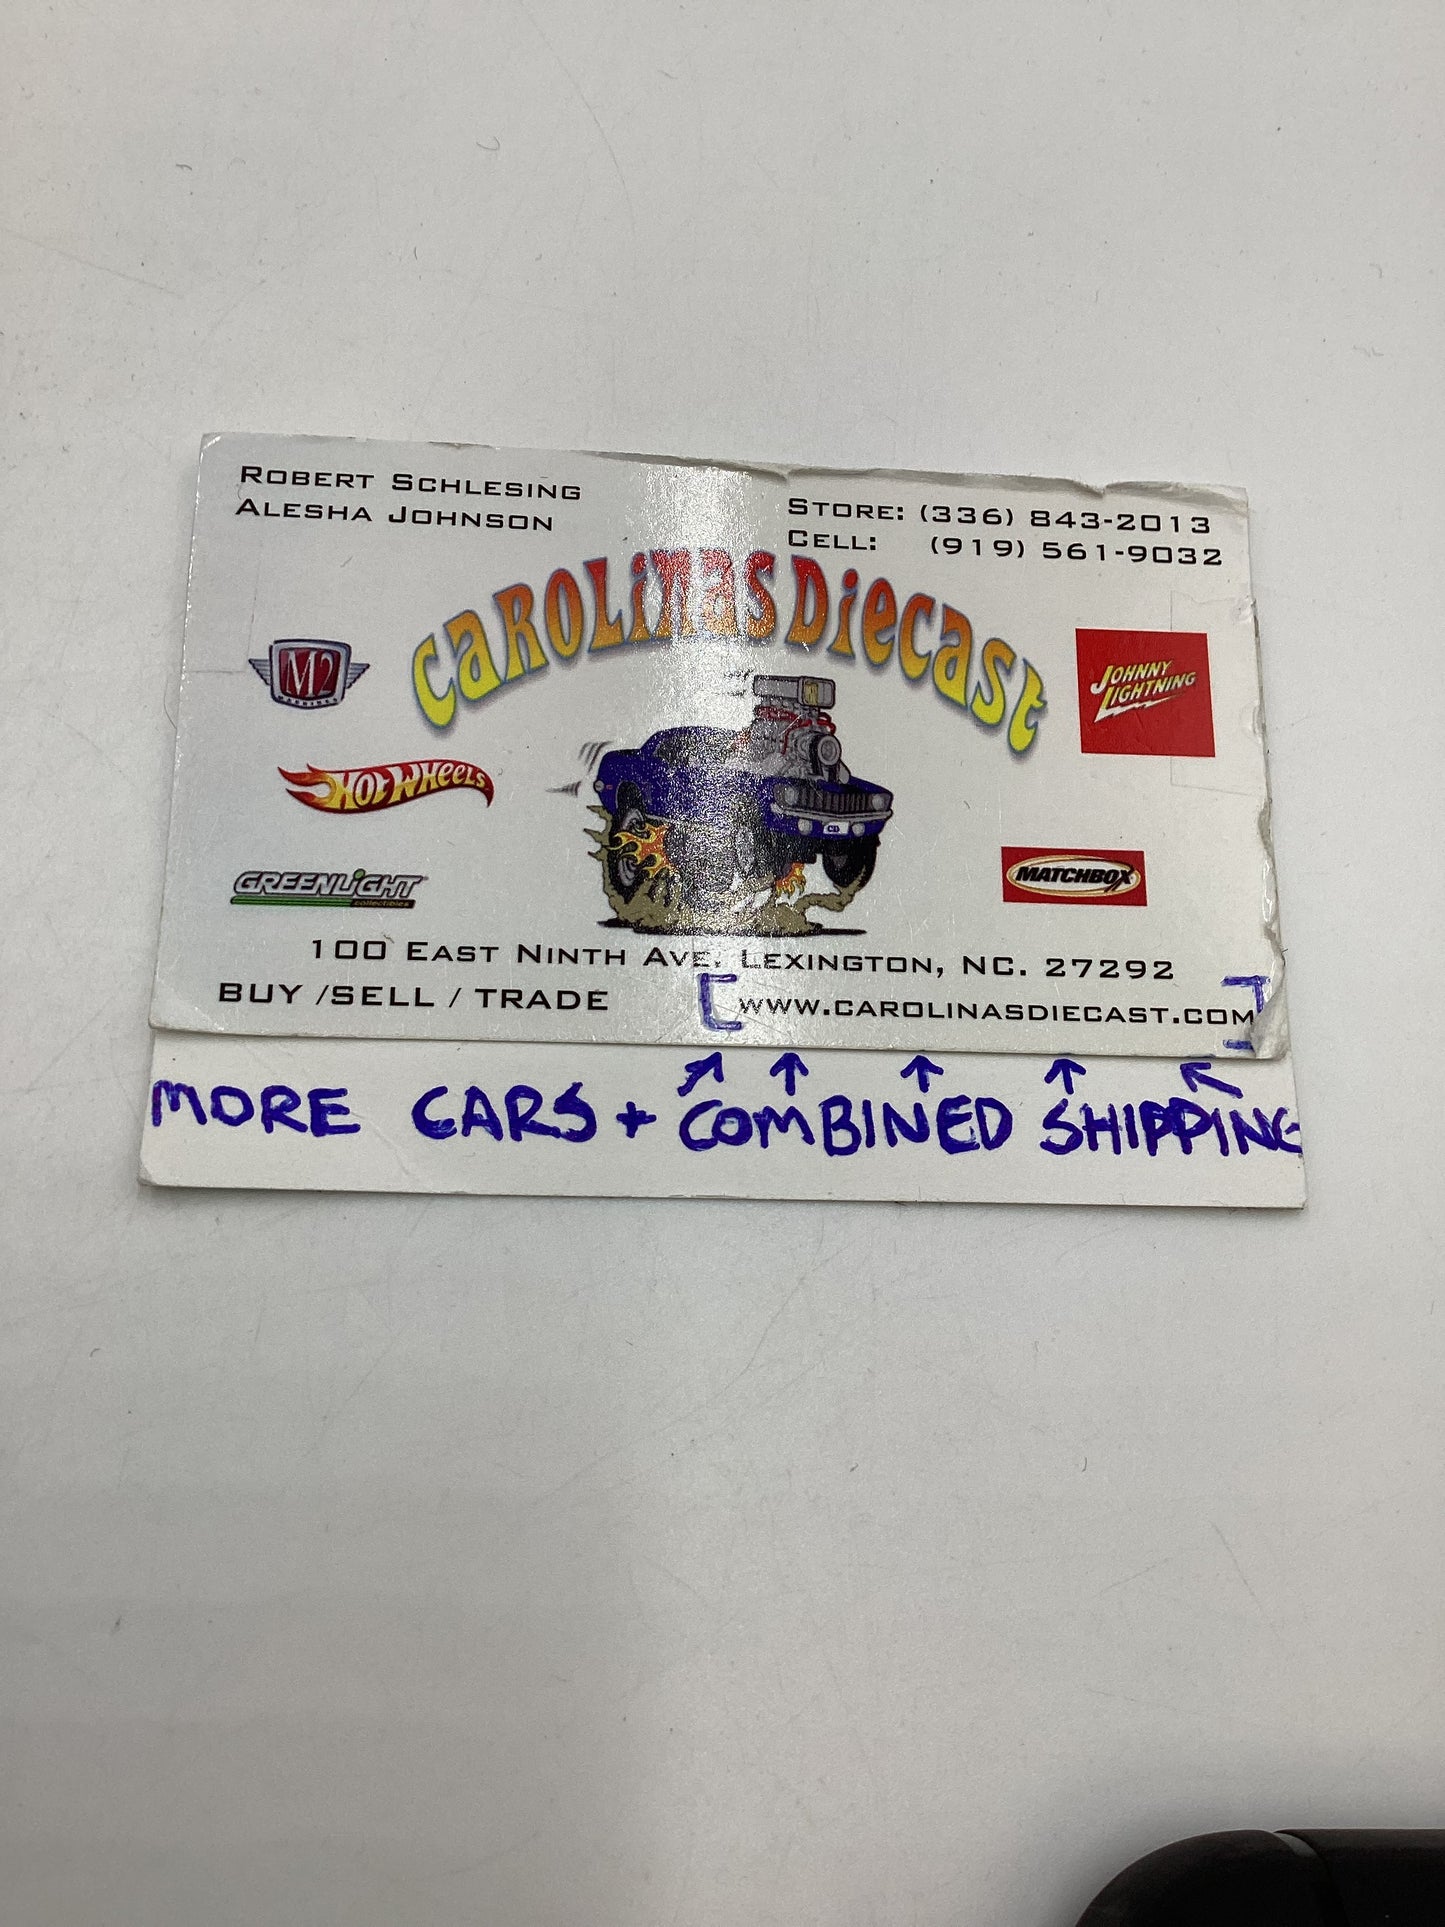 ROBERT SCHLESING
ALESHA JOHNSON
STORE: (336) 843-2013
CELL: (919) 561-9032
CAROLINAS DIECAST
M2
MACHINES
JOHNNY
LIGHTNING
HOT WHEELS
GREENLIGHT
collectibles
MATCHBOX
100 EAST NINTH AVE. LEXINGTON, NC. 27292
BUY /SELL / TRADE
[WWW.CAROLINASDIECAST.COM]
↗ ↑ ↑ ↑ ↖
MORE CARS + COMBINED SHIPPING